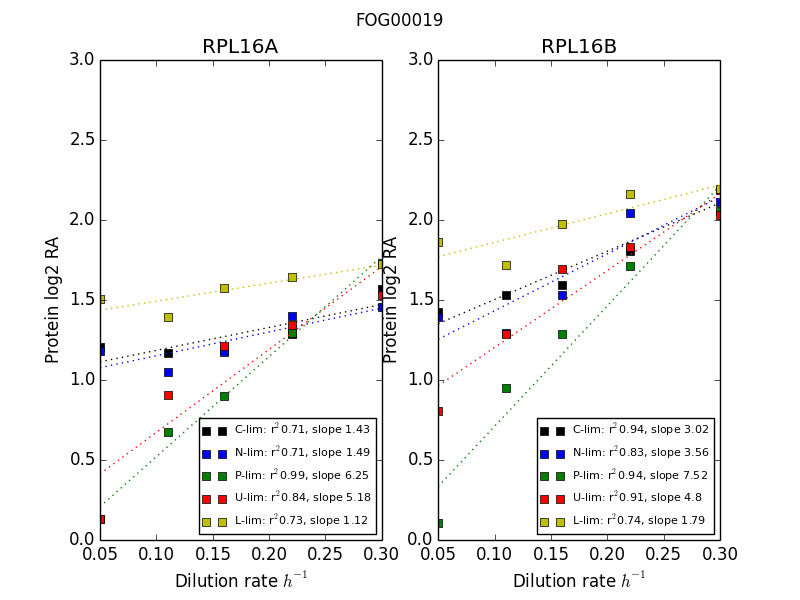 FOG00019
RPL16A
RPL16B
3.0
2.5
2.0
1.5
1.0
0.5
0.0
Protein log2 RA
0.05 0.10 0.15 0.20 0.25 0.30
Dilution rate h⁻¹
C-lim: r² 0.71, slope 1.43
N-lim: r² 0.71, slope 1.49
P-lim: r² 0.99, slope 6.25
U-lim: r² 0.84, slope 5.18
L-lim: r² 0.73, slope 1.12
3.0
2.5
2.0
1.5
1.0
0.5
0.0
Protein log2 RA
0.05 0.10 0.15 0.20 0.25 0.30
Dilution rate h⁻¹
C-lim: r² 0.94, slope 3.02
N-lim: r² 0.83, slope 3.56
P-lim: r² 0.94, slope 7.52
U-lim: r² 0.91, slope 4.8
L-lim: r² 0.74, slope 1.79